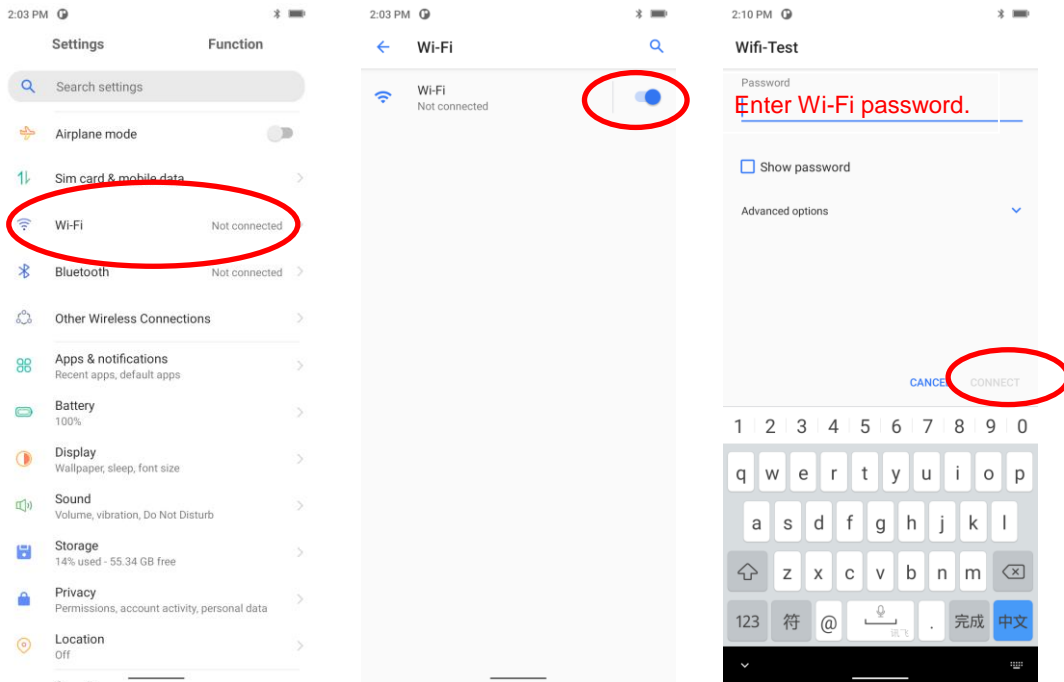 2:03 PM
Settings
Function
Search settings
Airplane mode
Sim card & mobile data
Wi-Fi
Not connected
Bluetooth
Not connected
Other Wireless Connections
Apps & notifications
Recent apps, default apps
Battery
100%
Display
Wallpaper, sleep, font size
Sound
Volume, vibration, Do Not Disturb
Storage
14% used - 55.34 GB free
Privacy
Permissions, account activity, personal data
Location
Off
2:03 PM
Wi-Fi
Wi-Fi
Not connected
2:10 PM
Wifi-Test
Password
Enter Wi-Fi password.
Show password
Advanced options
CANCEL CONNECT
1 2 3 4 5 6 7 8 9 0
q w e r t y u i o p
a s d f g h j k l
z x c v b n m
123 符 @ 讯飞 . 完成 中文